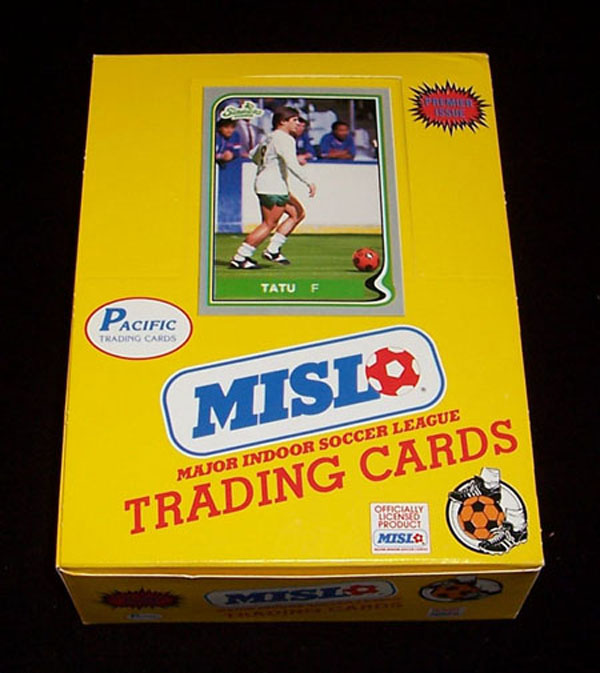 PREMIER
ISSUE
Sidekicks
TATU F
PACIFIC
TRADING CARDS
MISL
®
MAJOR INDOOR SOCCER LEAGUE
TRADING CARDS
OFFICIALLY
LICENSED
PRODUCT
MISL
MISL
TRADING CARDS